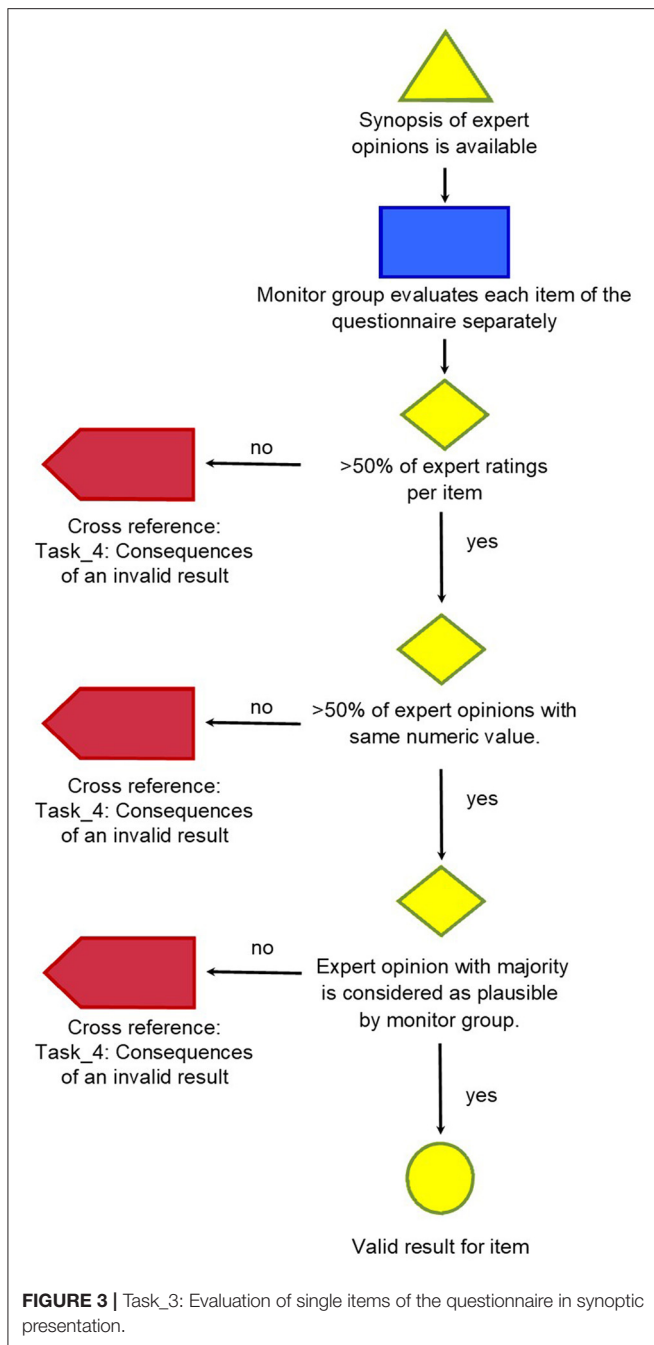 Synopsis of expert
opinions is available
Monitor group evaluates each item of the
questionnaire separately
no
>50% of expert ratings
per item
Cross reference:
Task_4: Consequences
of an invalid result
yes
no
>50% of expert opinions with
same numeric value.
Cross reference:
Task_4: Consequences
of an invalid result
yes
no
Expert opinion with majority
is considered as plausible
by monitor group.
Cross reference:
Task_4: Consequences
of an invalid result
yes
Valid result for item
FIGURE 3 | Task_3: Evaluation of single items of the questionnaire in synoptic
presentation.